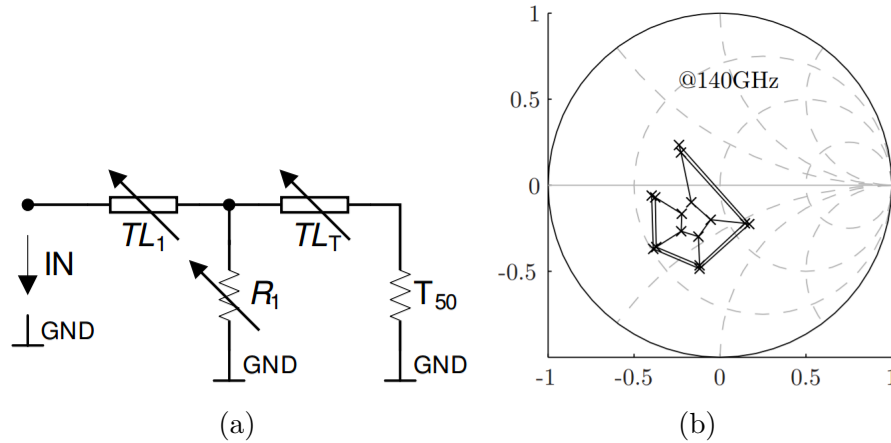 IN
GND
TL1
R1
GND
TLT
T50
GND
(a)
@140GHz
1
0.5
0
-0.5
-1
-0.5
0
0.5
1
(b)